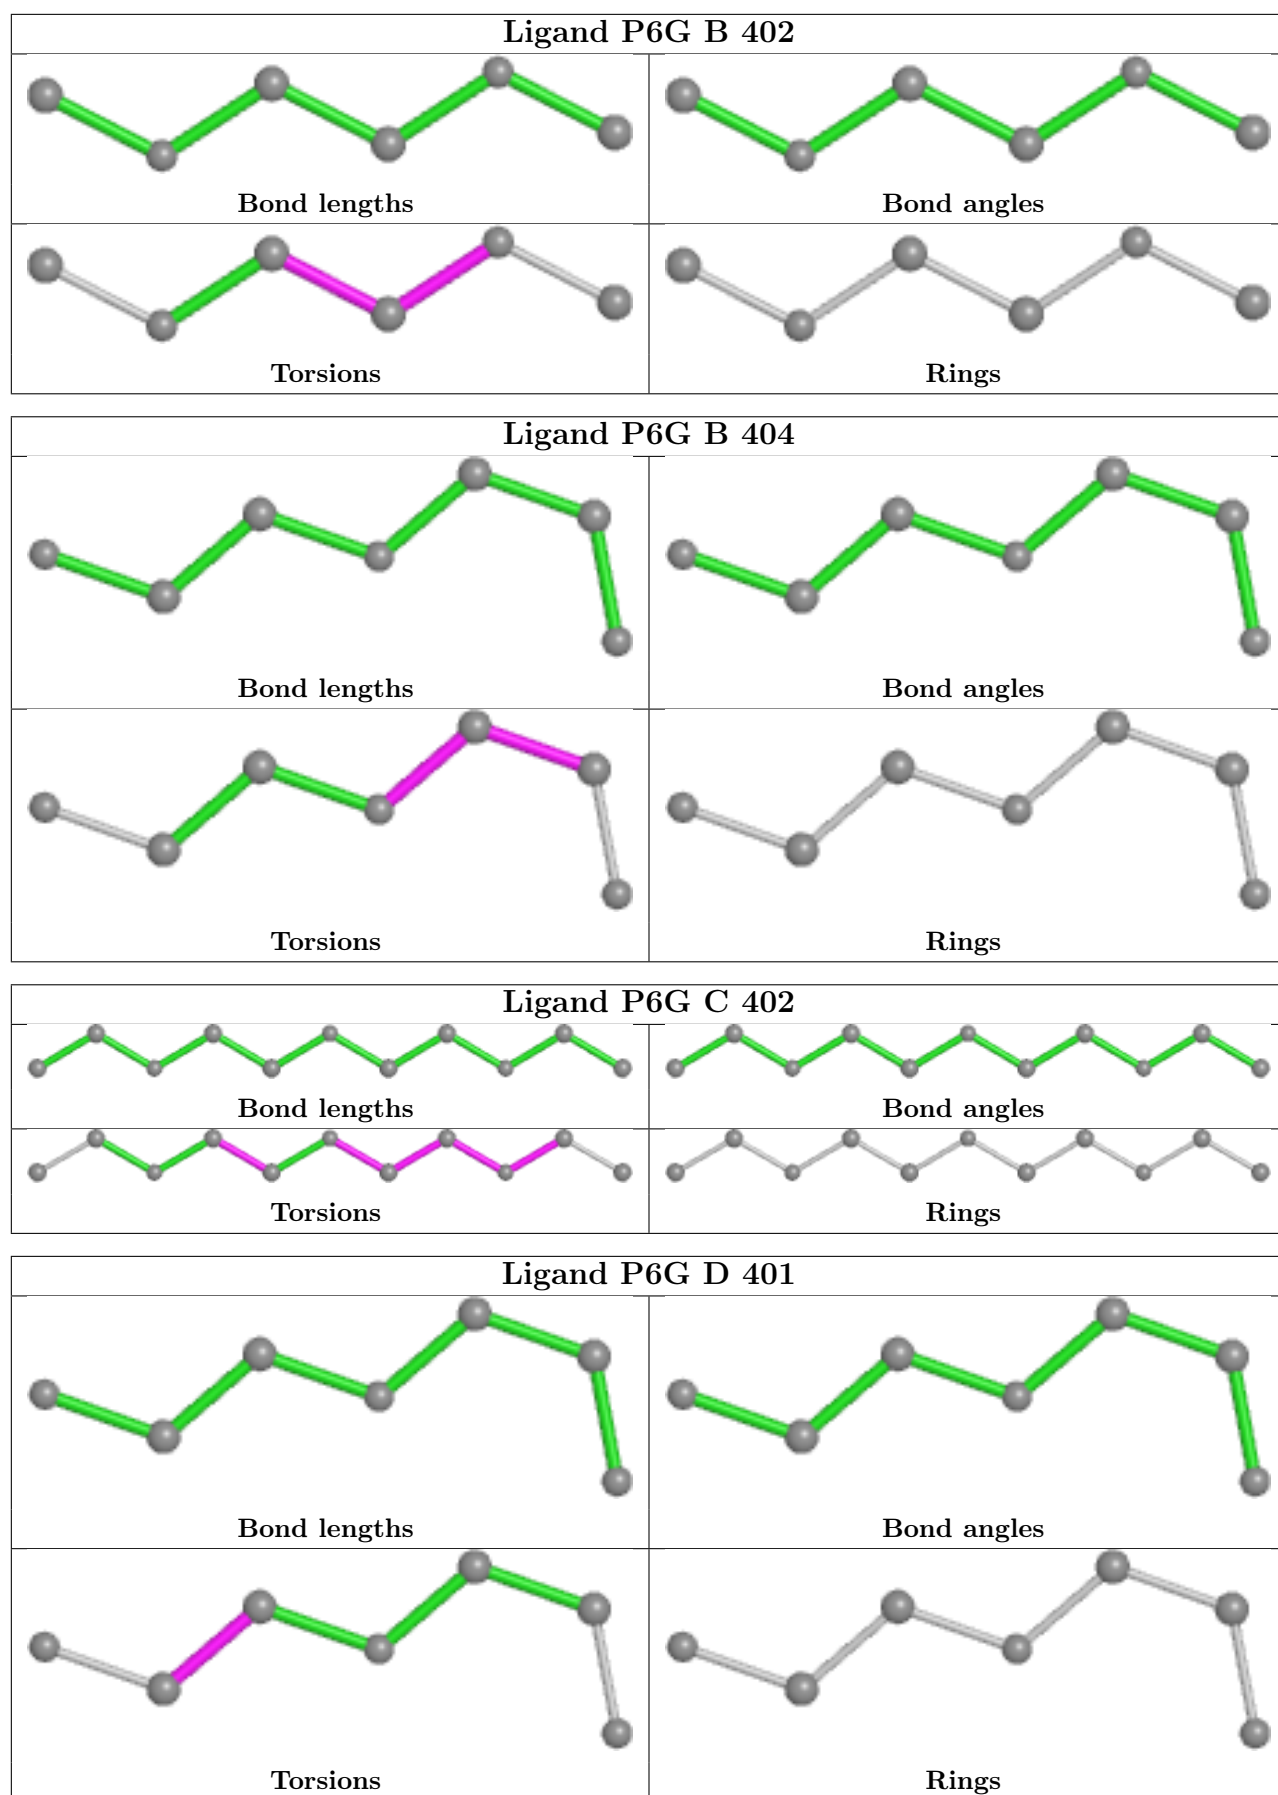 Ligand P6G B 402
Bond lengths
Bond angles
Torsions
Rings
Ligand P6G B 404
Bond lengths
Bond angles
Torsions
Rings
Ligand P6G C 402
Bond lengths
Bond angles
Torsions
Rings
Ligand P6G D 401
Bond lengths
Bond angles
Torsions
Rings